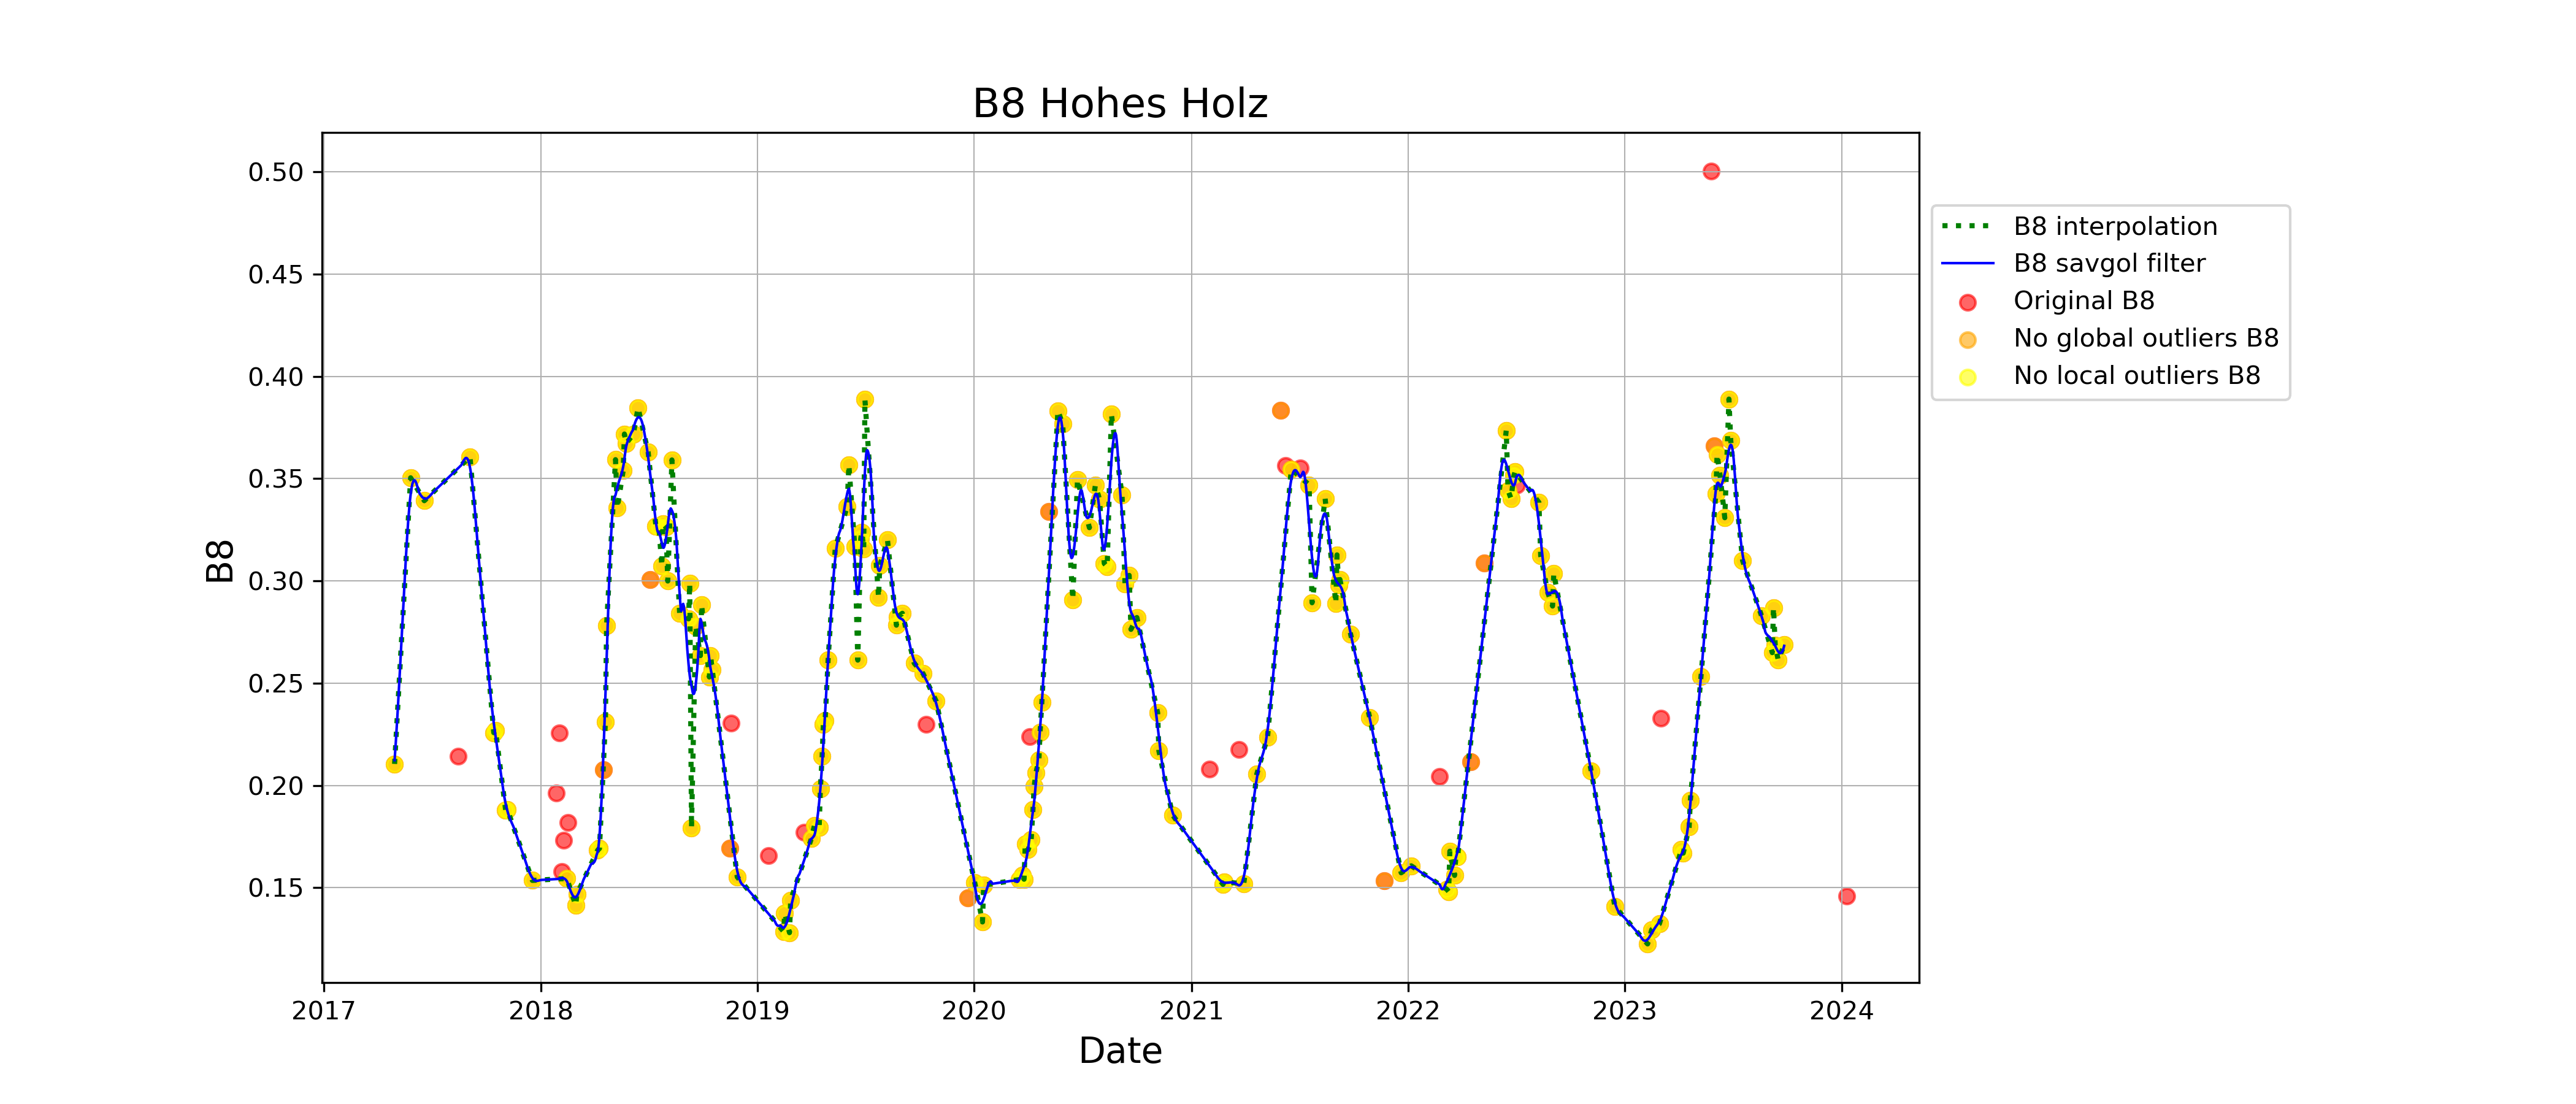 B8 Hohes Holz
0.50
0.45
0.40
0.35
0.30
0.25
0.20
0.15
B8
2017 2018 2019 2020 2021 2022 2023 2024
Date
B8 interpolation
B8 savgol filter
Original B8
No global outliers B8
No local outliers B8